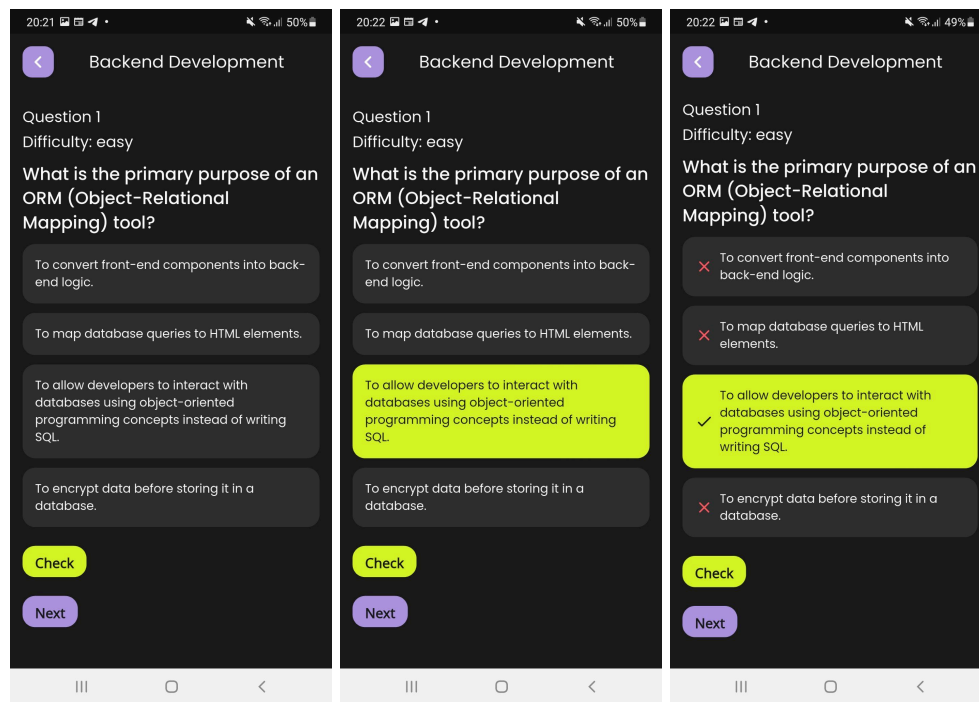 20:21
50%
Backend Development
Question 1
Difficulty: easy
What is the primary purpose of an
ORM (Object-Relational
Mapping) tool?
To convert front-end components into back-
end logic.
To map database queries to HTML elements.
To allow developers to interact with
databases using object-oriented
programming concepts instead of writing
SQL.
To encrypt data before storing it in a
database.
Check
Next
20:22
50%
Backend Development
Question 1
Difficulty: easy
What is the primary purpose of an
ORM (Object-Relational
Mapping) tool?
To convert front-end components into back-
end logic.
To map database queries to HTML elements.
To allow developers to interact with
databases using object-oriented
programming concepts instead of writing
SQL.
To encrypt data before storing it in a
database.
Check
Next
20:22
49%
Backend Development
Question 1
Difficulty: easy
What is the primary purpose of an
ORM (Object-Relational
Mapping) tool?
To convert front-end components into
back-end logic.
To map database queries to HTML
elements.
To allow developers to interact with
databases using object-oriented
programming concepts instead of
writing SQL.
To encrypt data before storing it in a
database.
Check
Next